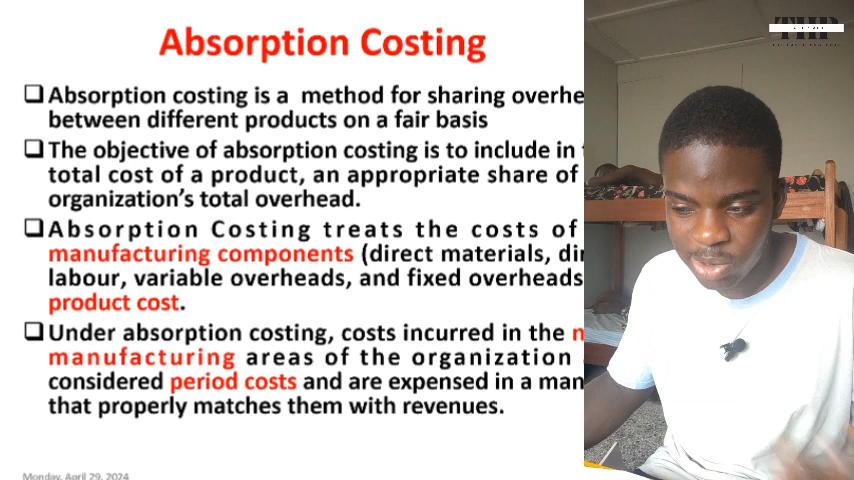 Absorption Costing
Absorption costing is a method for sharing overhe
between different products on a fair basis
The objective of absorption costing is to include in
total cost of a product, an appropriate share of
organization's total overhead.
Absorption Costing treats the costs of
manufacturing components (direct materials, dir
labour, variable overheads, and fixed overheads
product cost.
Under absorption costing, costs incurred in the n
manufacturing areas of the organization
considered period costs and are expensed in a man
that properly matches them with revenues.
Monday, April 29, 2024
THP